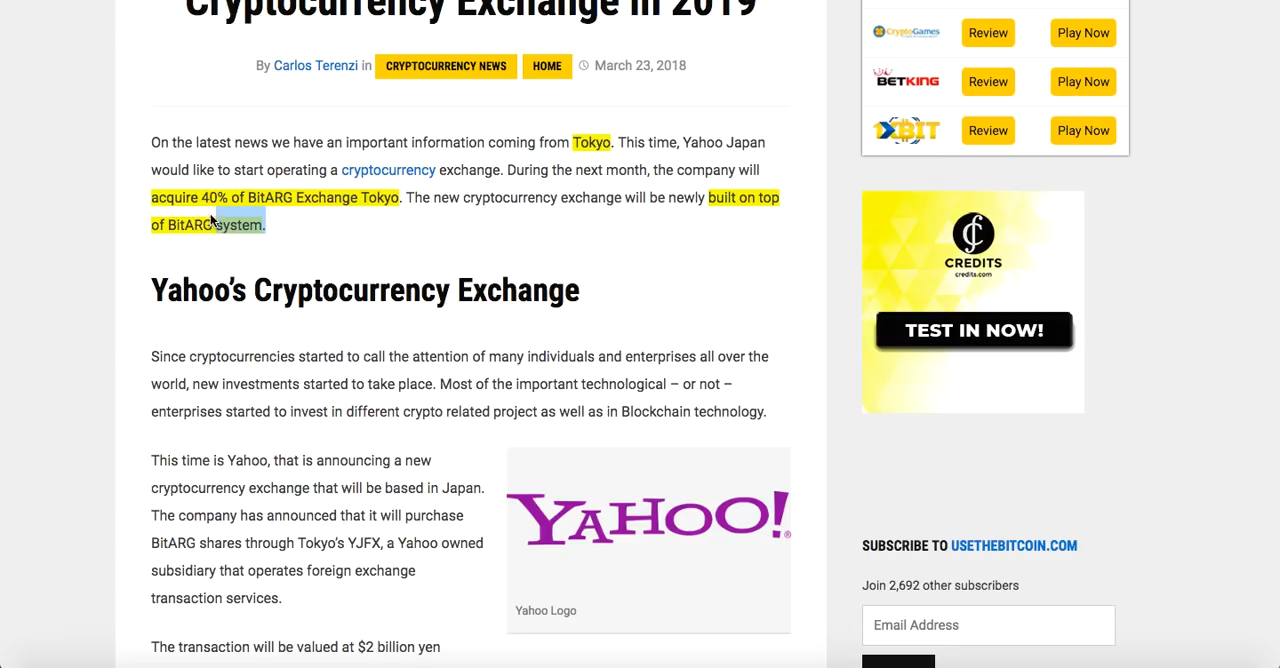 Cryptocurrency Exchange in 2019
By Carlos Terenzi in CRYPTOCURRENCY NEWS HOME March 23, 2018
On the latest news we have an important information coming from Tokyo. This time, Yahoo Japan
would like to start operating a cryptocurrency exchange. During the next month, the company will
acquire 40% of BitARG Exchange Tokyo. The new cryptocurrency exchange will be newly built on top
of BitARG system.
Yahoo's Cryptocurrency Exchange
Since cryptocurrencies started to call the attention of many individuals and enterprises all over the
world, new investments started to take place. Most of the important technological – or not –
enterprises started to invest in different crypto related project as well as in Blockchain technology.
This time is Yahoo, that is announcing a new
cryptocurrency exchange that will be based in Japan.
The company has announced that it will purchase
BitARG shares through Tokyo's YJFX, a Yahoo owned
subsidiary that operates foreign exchange
transaction services.
The transaction will be valued at $2 billion yen
YAHOO!
Yahoo Logo
CryptoGames Review Play Now
BETKING Review Play Now
1XBIT Review Play Now
CREDITS
credits.com
TEST IN NOW!
SUBSCRIBE TO USETHEBITCOIN.COM
Join 2,692 other subscribers
Email Address